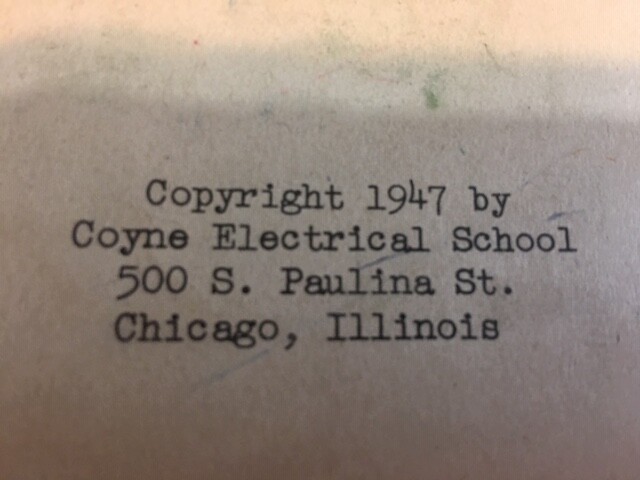 Copyright 1947 by
Coyne Electrical School
500 S. Paulina St.
Chicago, Illinois